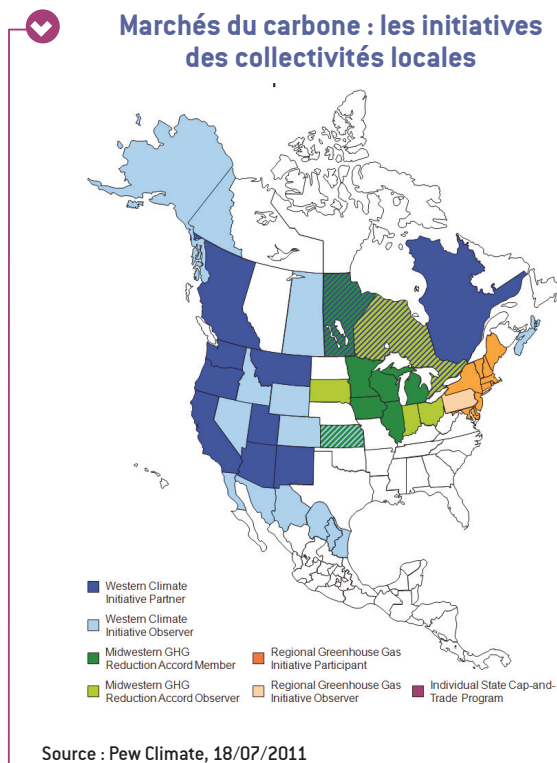 Marchés du carbone : les initiatives
des collectivités locales
Western Climate
Initiative Partner
Western Climate
Initiative Observer
Midwestern GHG
Reduction Accord Member
Regional Greenhouse Gas
Initiative Participant
Midwestern GHG
Reduction Accord Observer
Regional Greenhouse Gas
Initiative Observer
Individual State Cap-and-
Trade Program
Source : Pew Climate, 18/07/2011